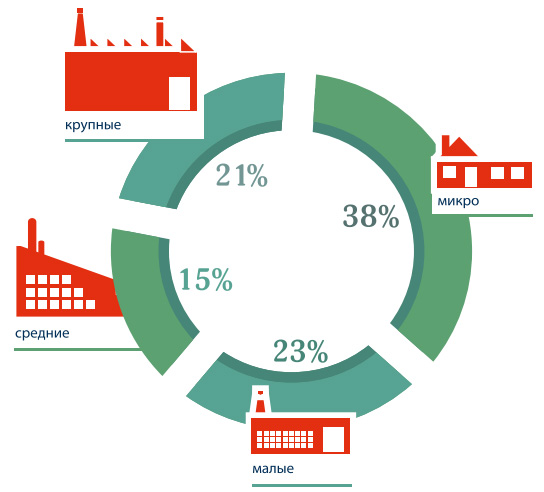 крупные
21%
38%
микро
15%
средние
23%
малые